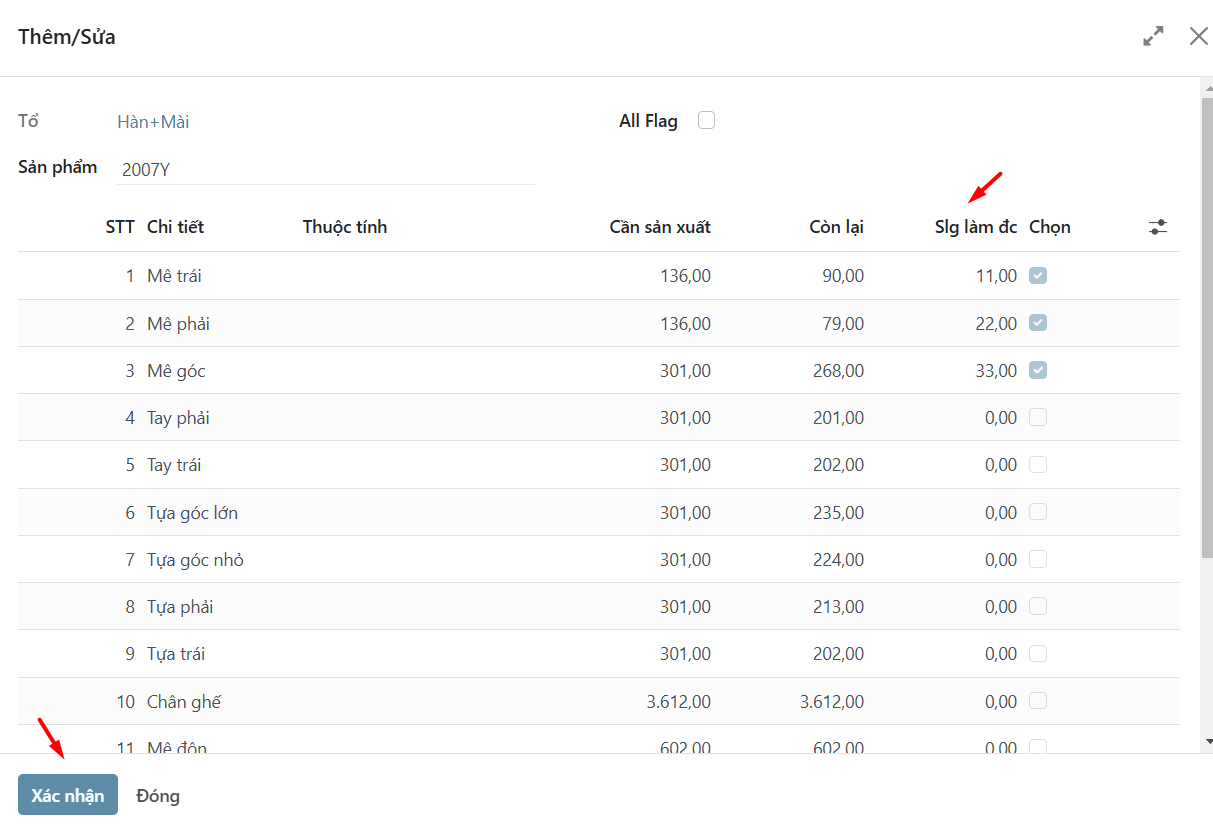 Thêm/Sửa
Tổ Hàn+Mài All Flag
Sản phẩm 2007Y
STT Chi tiết Thuộc tính Cần sản xuất Còn lại Slg làm đc Chọn
1 Mê trái 136,00 90,00 11,00
2 Mê phải 136,00 79,00 22,00
3 Mê góc 301,00 268,00 33,00
4 Tay phải 301,00 201,00 0,00
5 Tay trái 301,00 202,00 0,00
6 Tựa góc lớn 301,00 235,00 0,00
7 Tựa góc nhỏ 301,00 224,00 0,00
8 Tựa phải 301,00 213,00 0,00
9 Tựa trái 301,00 202,00 0,00
10 Chân ghế 3.612,00 3.612,00 0,00
11 Mê đôn 602,00 602,00 0,00
Xác nhận Đóng